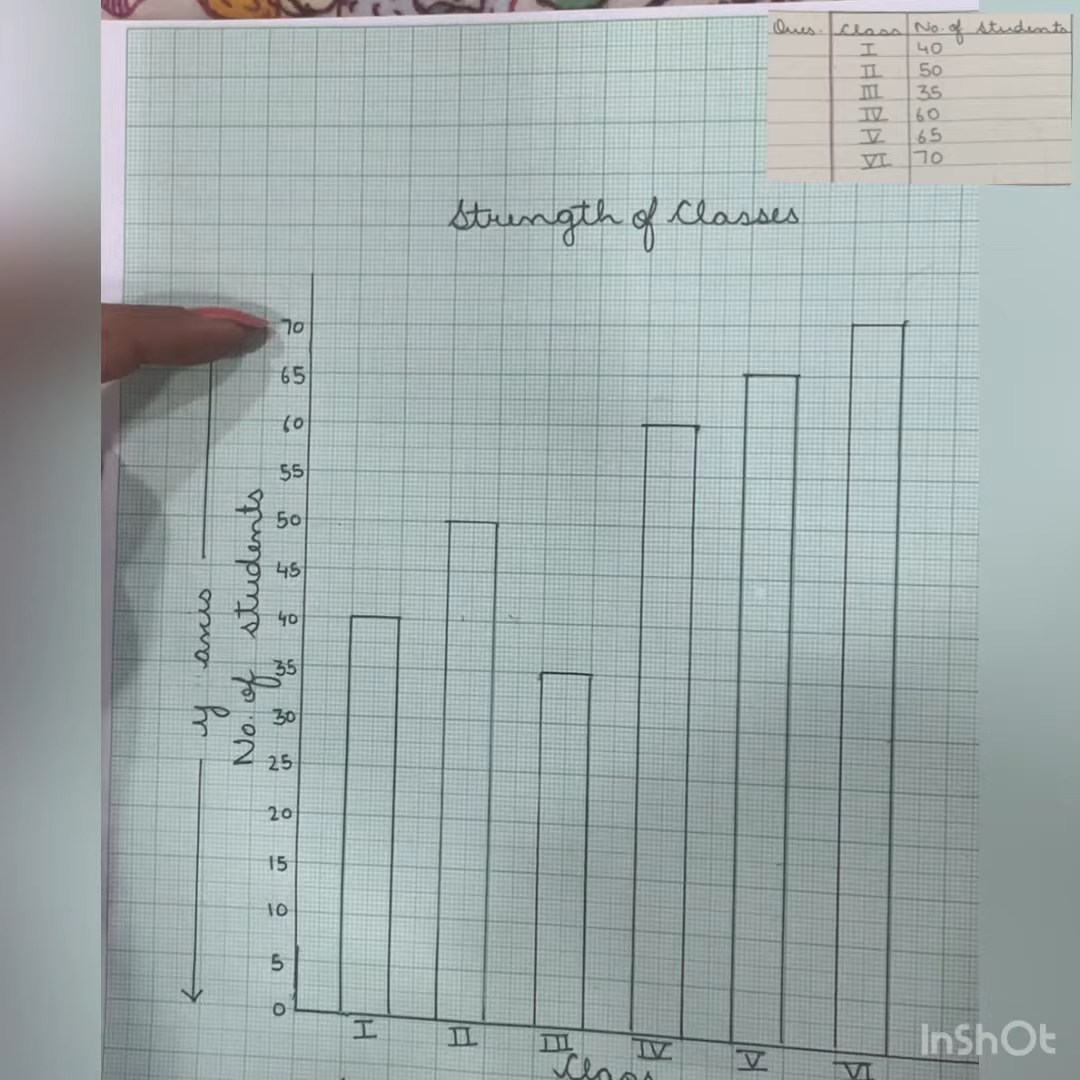 Ques. Class No. of students
I 40
II 50
III 35
IV 60
V 65
VI 70
Strength of Classes
70
65
60
55
50
45
40
35
30
25
20
15
10
5
0
y axis
No. of students
I II III IV V VI
Class
InShOt